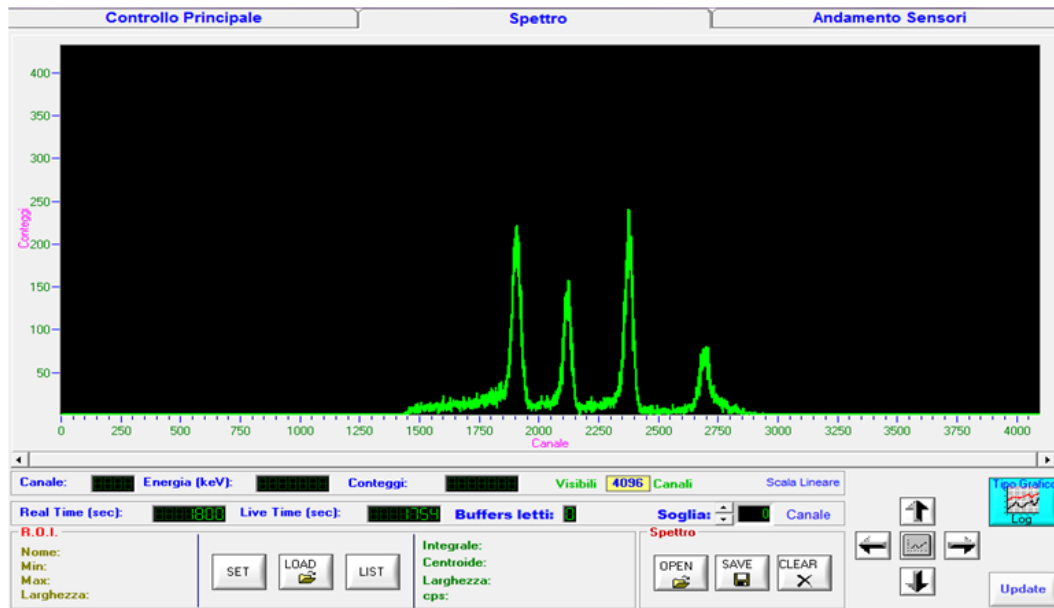 Controllo Principale Spettro Andamento Sensori
400
350
300
250
200
150
100
50
Conteggi
0 250 500 750 1000 1250 1500 1750 2000 2250 2500 2750 3000 3250 3500 3750 4000
Canale
Canale: Energia (keV): Conteggi: Visibili 4096 Canali Scala Lineare
Real Time (sec): 1800 Live Time (sec): 1754 Buffers letti: 0 Soglia: 0 Canale
R.O.I.
Nome:
Min:
Max:
Larghezza:
SET LOAD LIST
Integrale:
Centroide:
Larghezza:
cps:
Spettro
OPEN SAVE CLEAR
Tipo Grafico
Log
Update